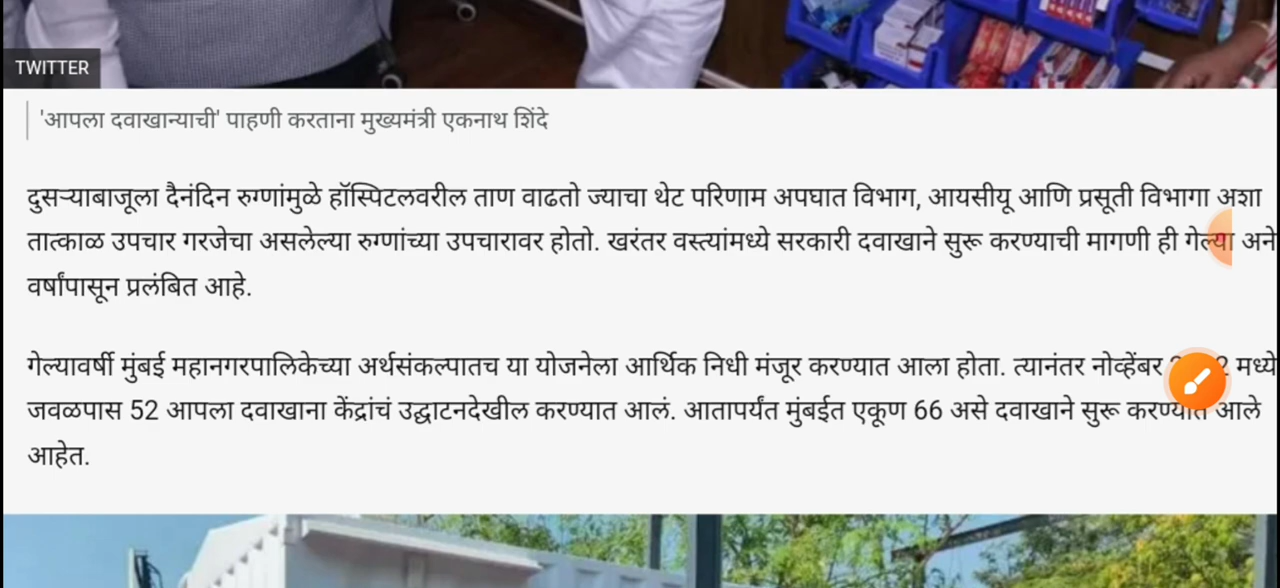 TWITTER
'आपला दवाखान्याची' पाहणी करताना मुख्यमंत्री एकनाथ शिंदे
दुसऱ्याबाजूला दैनंदिन रुग्णांमुळे हॉस्पिटलवरील ताण वाढतो ज्याचा थेट परिणाम अपघात विभाग, आयसीयू आणि प्रसूती विभागा अशा
तात्काळ उपचार गरजेचा असलेल्या रुग्णांच्या उपचारावर होतो. खरंतर वस्त्यांमध्ये सरकारी दवाखाने सुरू करण्याची मागणी ही गेल्या अने
वर्षांपासून प्रलंबित आहे.
गेल्यावर्षी मुंबई महानगरपालिकेच्या अर्थसंकल्पातच या योजनेला आर्थिक निधी मंजूर करण्यात आला होता. त्यानंतर नोव्हेंबर मध्ये
जवळपास 52 आपला दवाखाना केंद्रांचं उद्घाटनदेखील करण्यात आलं. आतापर्यंत मुंबईत एकूण 66 असे दवाखाने सुरू करण्यात आले
आहेत.